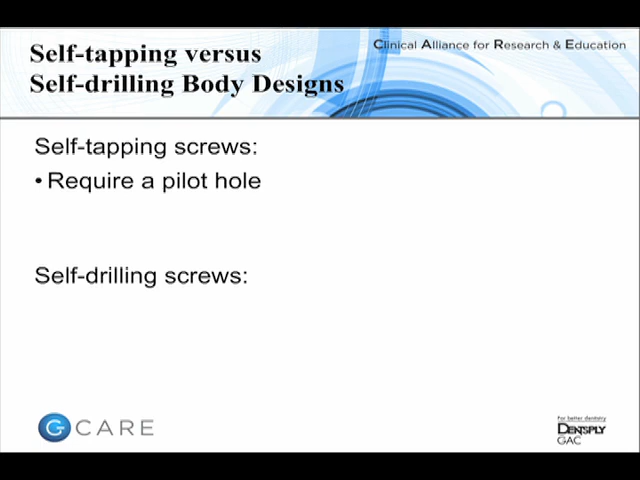 Self-tapping versus
Self-drilling Body Designs
Clinical Alliance for Research & Education
Self-tapping screws:
• Require a pilot hole
Self-drilling screws:
G CARE
For better dentistry
DENTSPLY
GAC